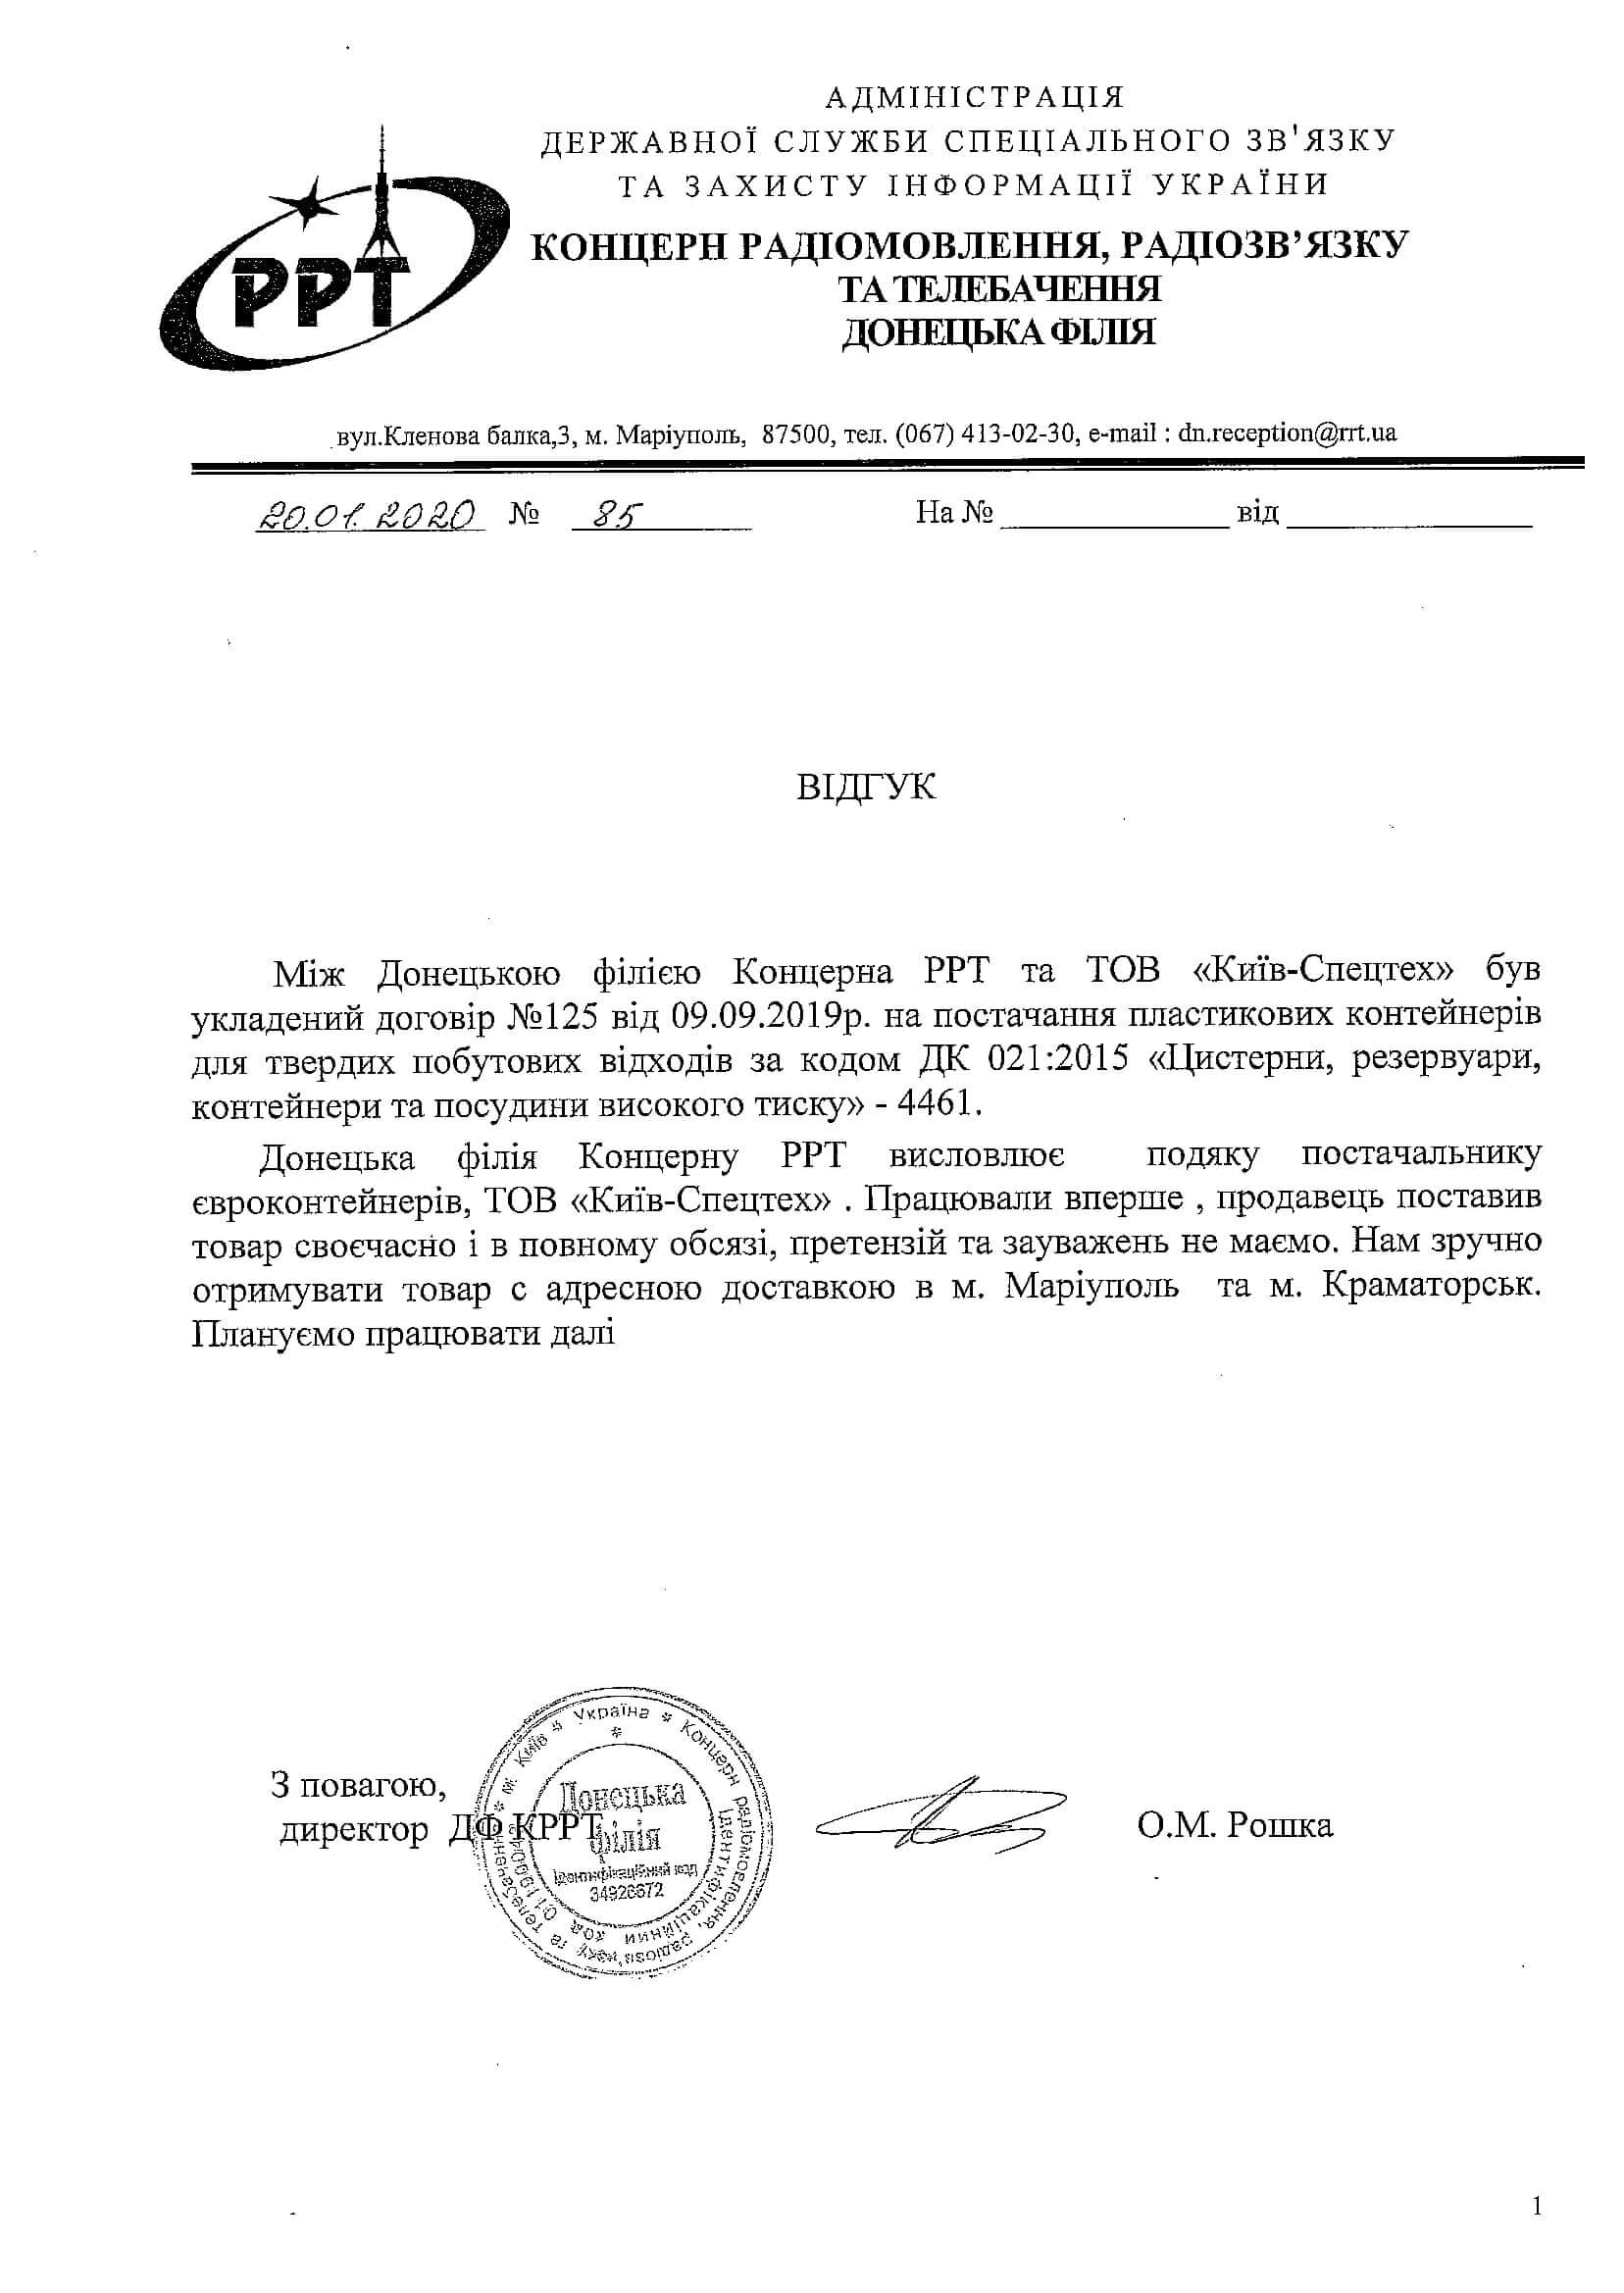 АДМІНІСТРАЦІЯ
ДЕРЖАВНОЇ СЛУЖБИ СПЕЦІАЛЬНОГО ЗВ'ЯЗКУ
ТА ЗАХИСТУ ІНФОРМАЦІЇ УКРАЇНИ
РРТ
КОНЦЕРН РАДІОМОВЛЕННЯ, РАДІОЗВ’ЯЗКУ
ТА ТЕЛЕБАЧЕННЯ
ДОНЕЦЬКА ФІЛІЯ
вул.Кленова балка,3, м. Маріуполь, 87500, тел. (067) 413-02-30, e-mail : dn.reception@rrt.ua
20.01.2020 № 85 На № від
ВІДГУК
Між Донецькою філією Концерна РРТ та ТОВ «Київ-Спецтех» був
укладений договір №125 від 09.09.2019р. на постачання пластикових контейнерів
для твердих побутових відходів за кодом ДК 021:2015 «Цистерни, резервуари,
контейнери та посудини високого тиску» - 4461.
Донецька філія Концерну РРТ висловлює подяку постачальнику
євроконтейнерів, ТОВ «Київ-Спецтех» . Працювали вперше , продавець поставив
товар своєчасно і в повному обсязі, претензій та зауважень не маємо. Нам зручно
отримувати товар с адресною доставкою в м. Маріуполь та м. Краматорськ.
Плануємо працювати далі
З повагою,
директор ДФ КРРТ О.М. Рошка
м. Київ * Україна * Концерн радіомовлення, радіозв'язку та телебачення *
Ідентифікаційний код
Донецька
філія
Ідентифікаційний код
1